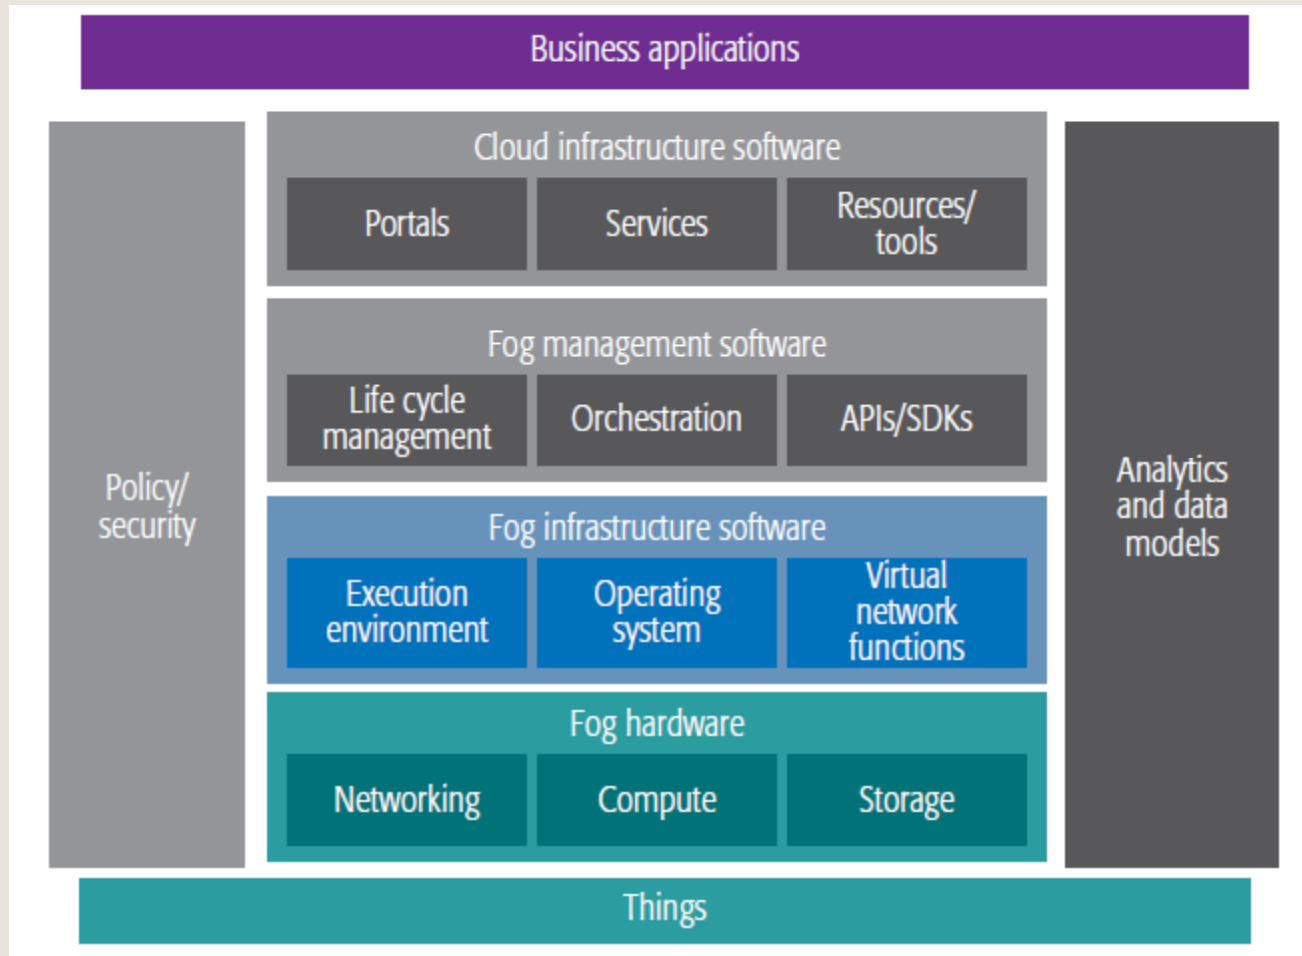 Business applications
Cloud infrastructure software
Portals
Services
Resources/
tools
Fog management software
Life cycle
management
Orchestration
APIs/SDKs
Policy/
security
Analytics
and data
models
Fog infrastructure software
Execution
environment
Operating
system
Virtual
network
functions
Fog hardware
Networking
Compute
Storage
Things